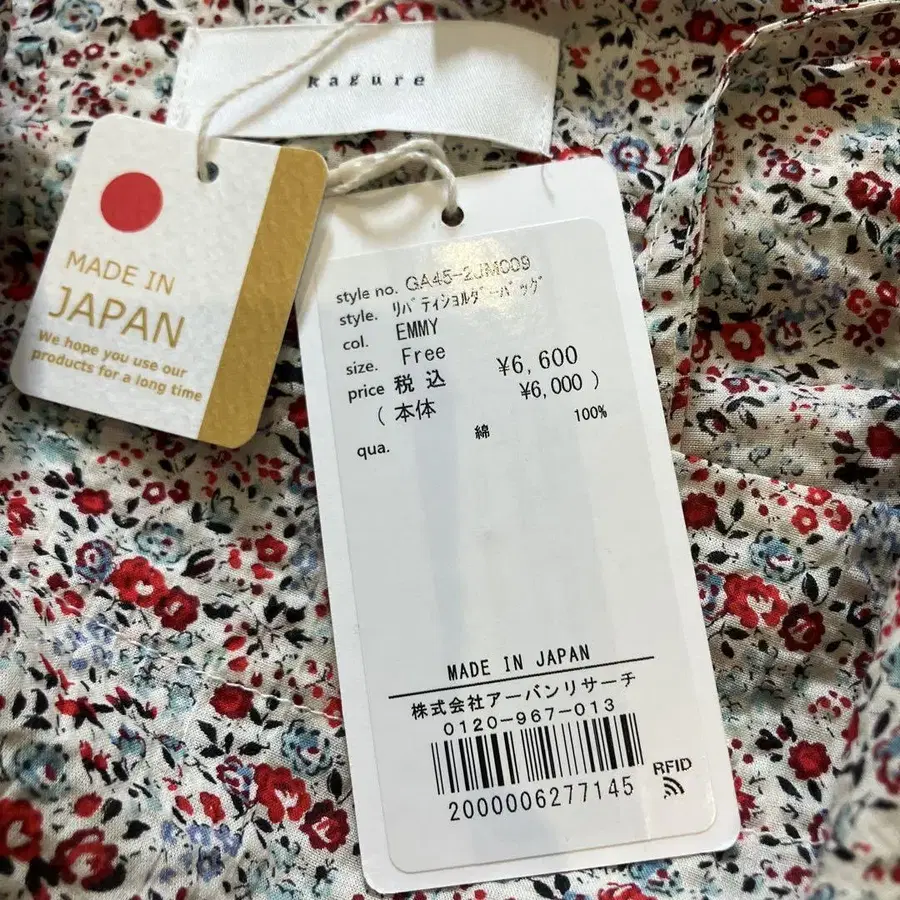 kagure
MADE IN
JAPAN
We hope you use our
products for a long time
style no. GA45-2JM009
style. ﾘﾊﾞﾃｨｼｮﾙﾀﾞｰﾊﾞｯｸﾞ
col. EMMY
size. Free
price 税込 ¥6,600
(本体 ¥6,000)
qua. 綿 100%
MADE IN JAPAN
株式会社アーバンリサーチ
0120-967-013
2000006277145
RFID